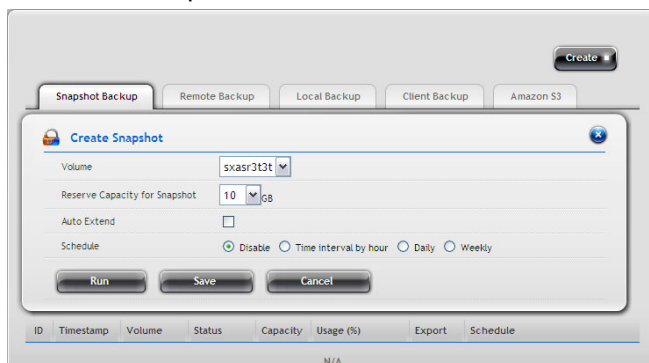 Create
Snapshot Backup Remote Backup Local Backup Client Backup Amazon S3
Create Snapshot
Volume sxasr3t3t
Reserve Capacity for Snapshot 10 GB
Auto Extend
Schedule Disable Time interval by hour Daily Weekly
Run Save Cancel
ID Timestamp Volume Status Capacity Usage (%) Export Schedule
N/A